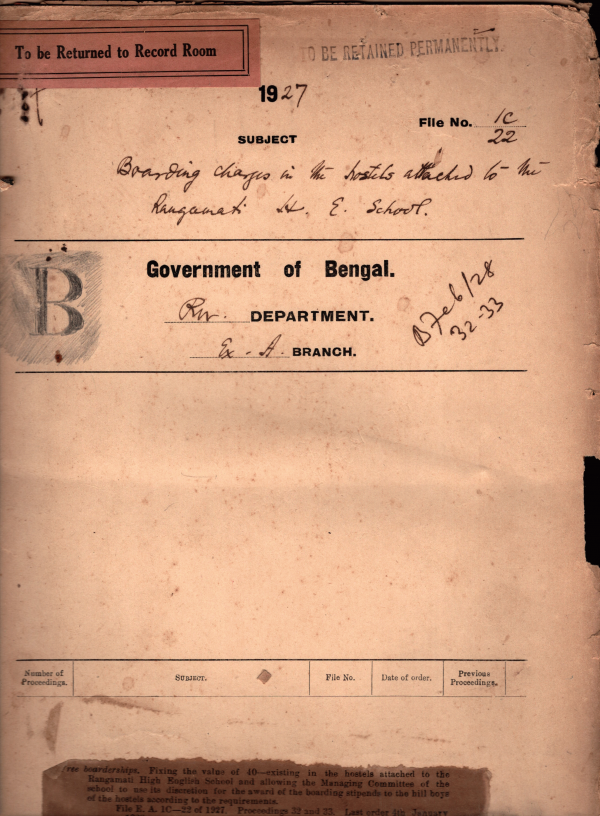 To be Returned to Record Room
TO BE RETAINED PERMANENTLY.
1927
File No. 1C/22
SUBJECT
Boarding charges in the hostels attached to the
Rangamati H. E. School.
B
Government of Bengal.
Rev. DEPARTMENT.
Ex-A. BRANCH.
B Feb/28
32-33
Number of Proceedings. SUBJECT. File No. Date of order. Previous Proceedings.
free boarderships. Fixing the value of 40—existing in the hostels attached to the
Rangamati High English School and allowing the Managing Committee of the
school to use its discretion for the award of the boarding stipends to the hill boys
of the hostels according to the requirements.
File E. A. 1C—22 of 1927. Proceedings 32 and 33. Last order January